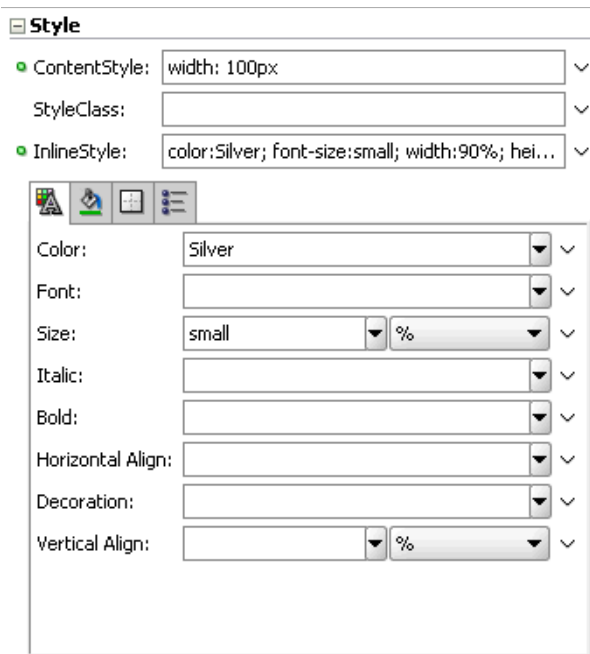 Style
ContentStyle: width: 100px
StyleClass:
InlineStyle: color:Silver; font-size:small; width:90%; hei...
Color: Silver
Font:
Size: small %
Italic:
Bold:
Horizontal Align:
Decoration:
Vertical Align: %